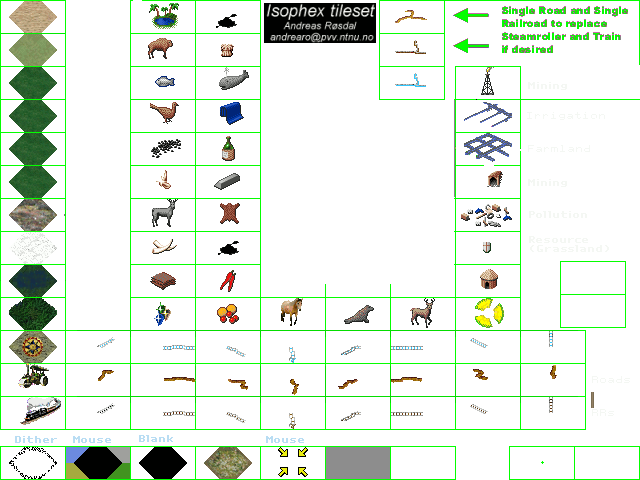 Isophex tileset
Andreas Røsdal
andrearo@pvv.ntnu.no
Single Road and Single
Railroad to replace
Steamroller and Train
if desired
Mining
Irrigation
Farmland
Mining
Pollution
Resource
(Grassland)
Roads
Dither Mouse Blank Mouse